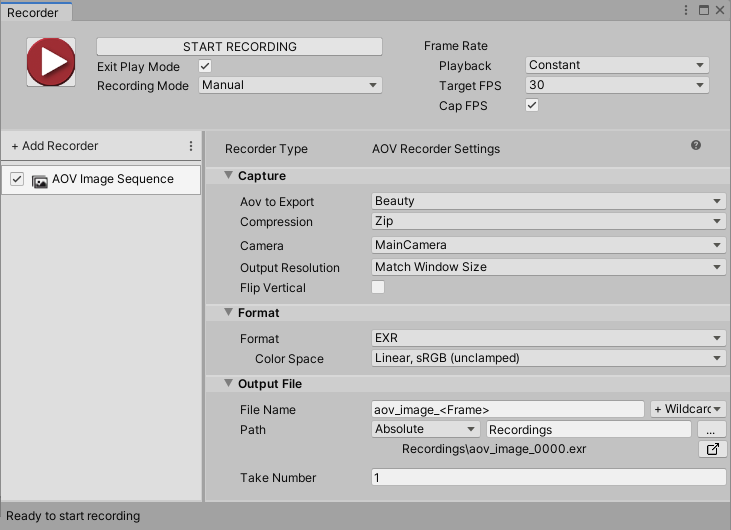 Recorder
START RECORDING
Exit Play Mode
Recording Mode Manual
Frame Rate
Playback Constant
Target FPS 30
Cap FPS
+ Add Recorder
AOV Image Sequence
Recorder Type AOV Recorder Settings
Capture
Aov to Export Beauty
Compression Zip
Camera MainCamera
Output Resolution Match Window Size
Flip Vertical
Format
Format EXR
Color Space Linear, sRGB (unclamped)
Output File
File Name aov_image_<Frame> + Wildcarc
Path Absolute Recordings ...
Recordings\aov_image_0000.exr
Take Number 1
Ready to start recording